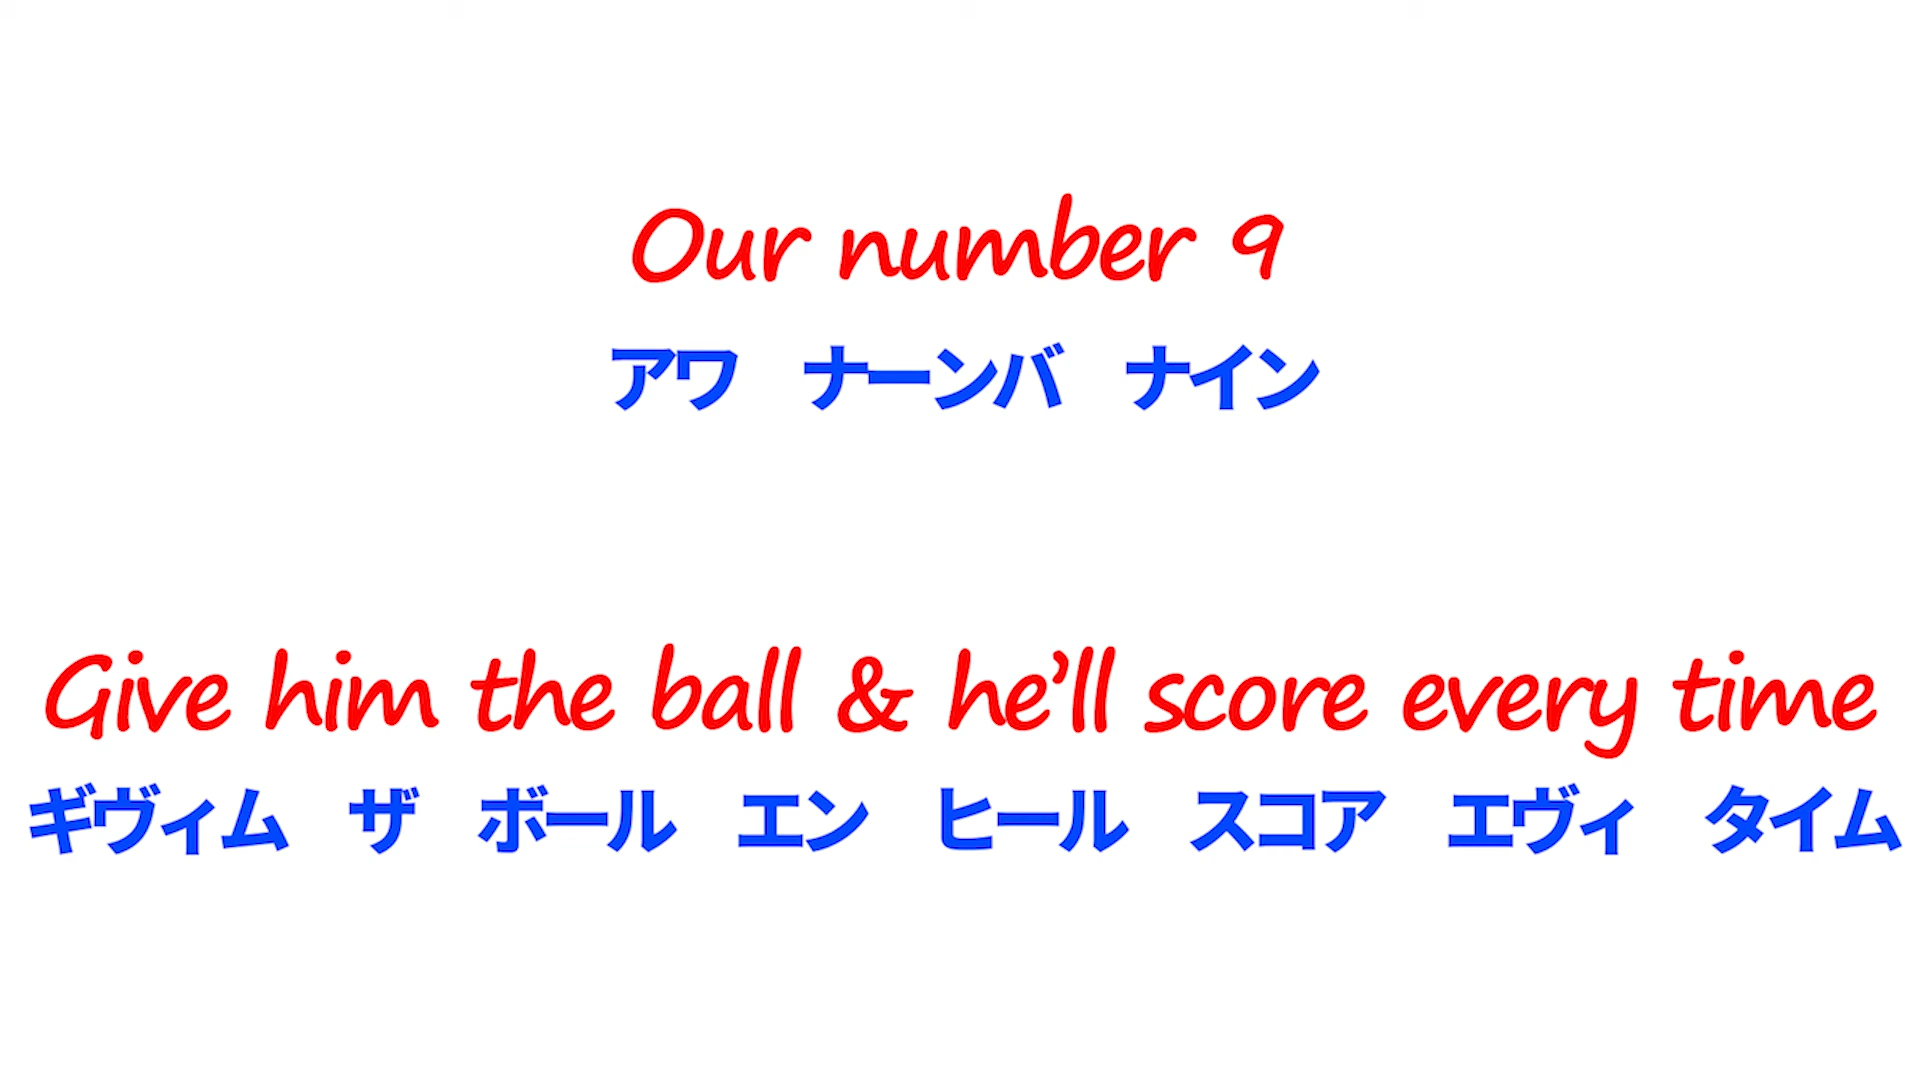 Our number 9
アワ　ナーンバ　ナイン
Give him the ball & he'll score every time
ギヴィム　ザ　ボール　エン　ヒール　スコア　エヴィ　タイム